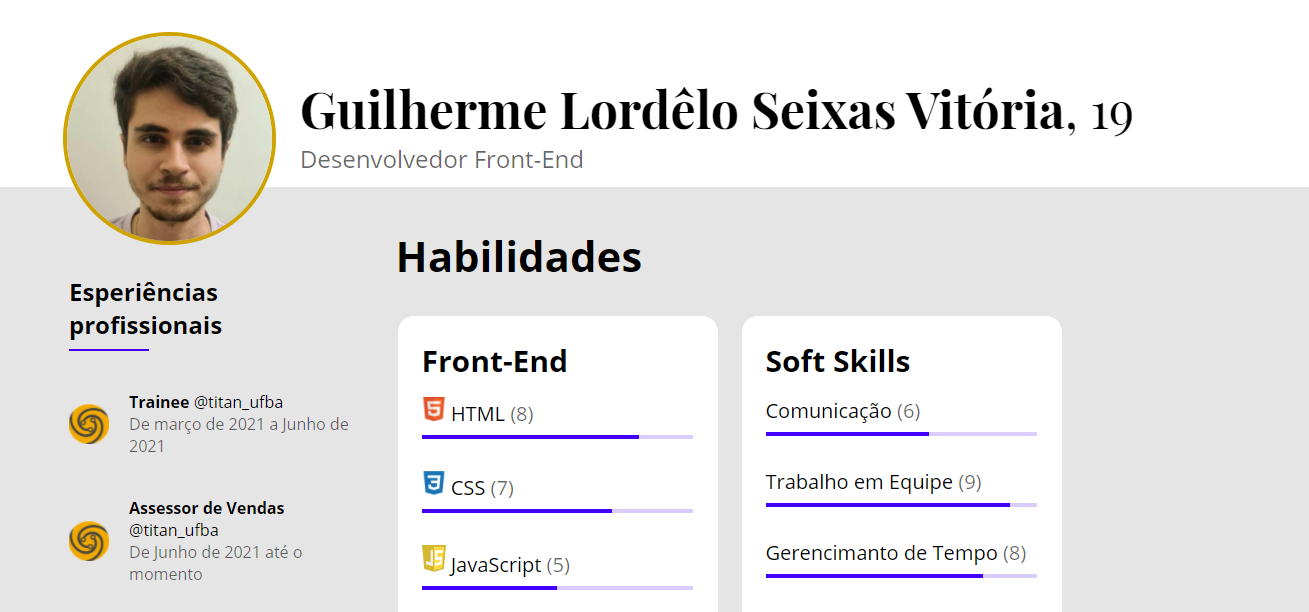 Guilherme Lordêlo Seixas Vitória, 19
Desenvolvedor Front-End
Esperiências
profissionais
Trainee @titan_ufba
De março de 2021 a Junho de
2021
Assessor de Vendas
@titan_ufba
De Junho de 2021 até o
momento
Habilidades
Front-End
HTML (8)
CSS (7)
JavaScript (5)
Soft Skills
Comunicação (6)
Trabalho em Equipe (9)
Gerencimanto de Tempo (8)